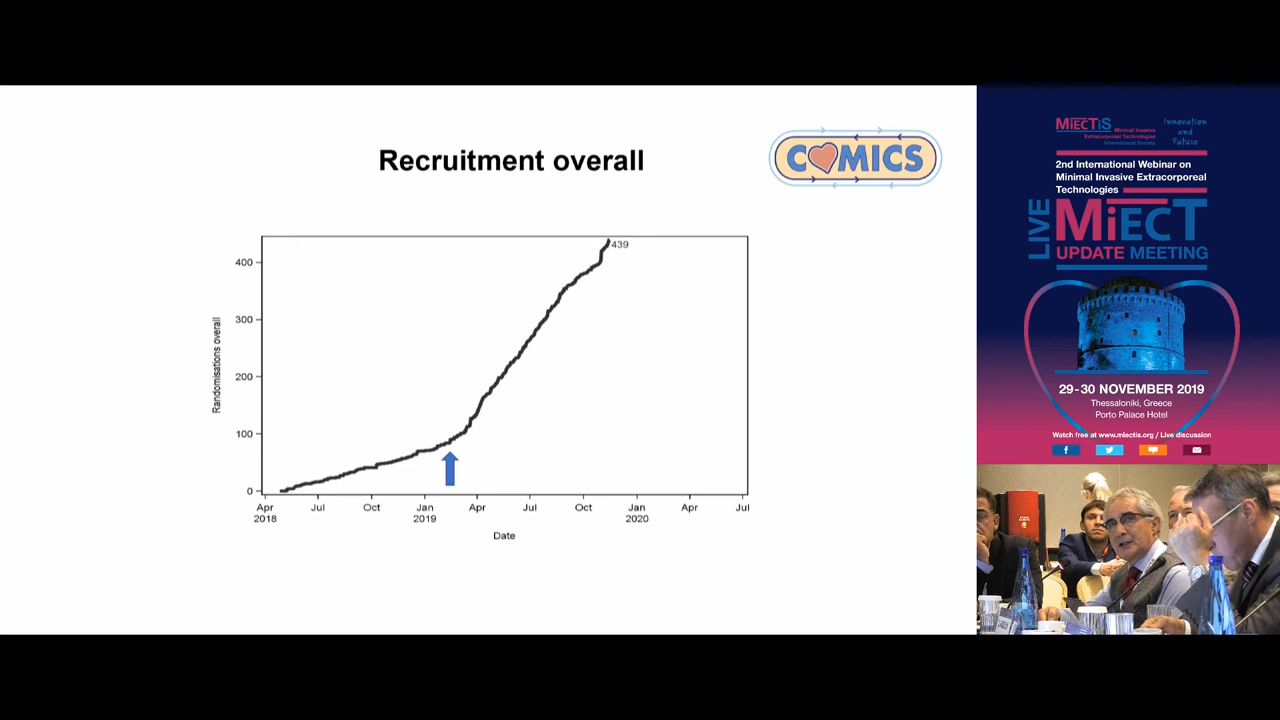 Recruitment overall
COMICS
439
400
300
200
100
0
Randomisations overall
Apr
2018
Jul
Oct
Jan
2019
Apr
Jul
Oct
Jan
2020
Apr
Jul
Date
MiECTiS
Minimal Invasive
Extracorporeal Technologies
International Society
Innovation
and
Future
2nd International Webinar on
Minimal Invasive Extracorporeal
Technologies
LIVE
MiECT
UPDATE MEETING
29-30 NOVEMBER 2019
Thessaloniki, Greece
Porto Palace Hotel
Watch free at www.miectis.org / Live discussion